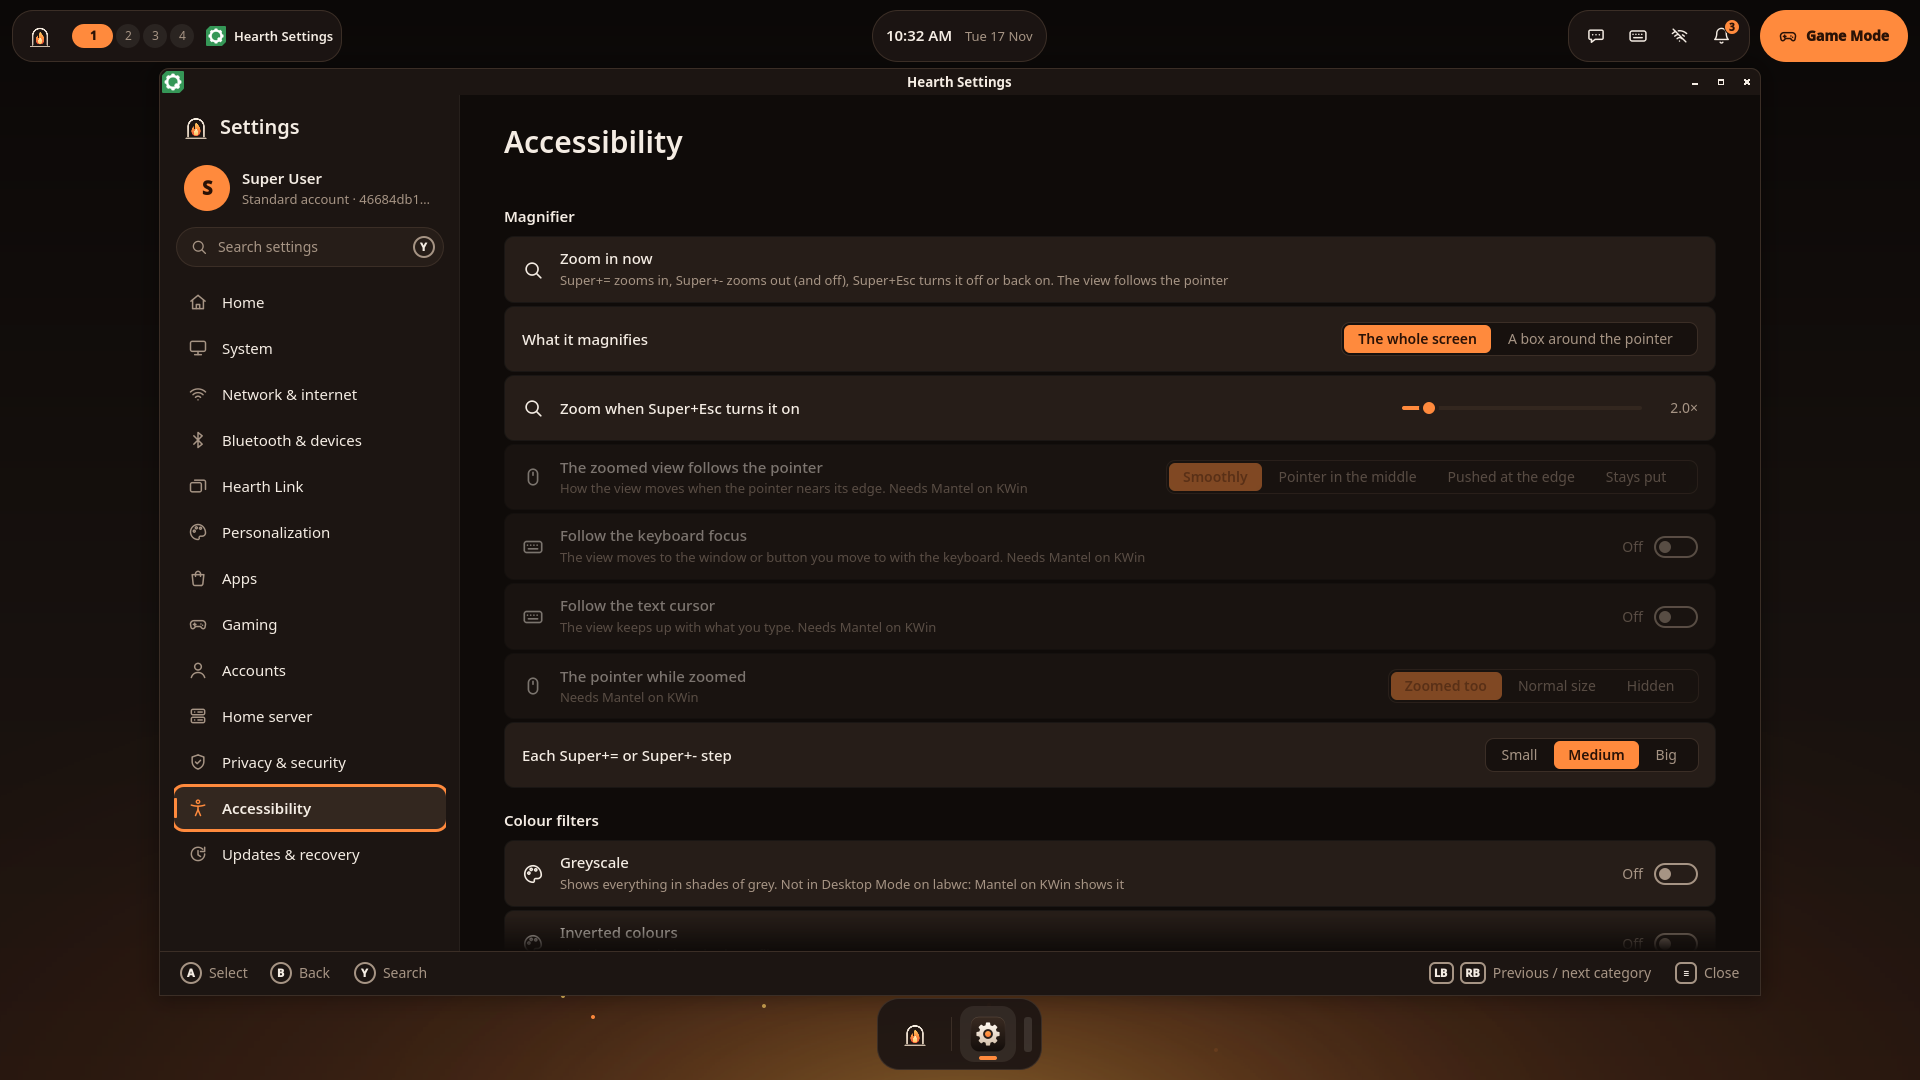 1 2 3 4 Hearth Settings
10:32 AM Tue 17 Nov
3
Game Mode
Hearth Settings
Settings
S
Super User
Standard account · 46684db1...
Search settings Y
Home
System
Network & internet
Bluetooth & devices
Hearth Link
Personalization
Apps
Gaming
Accounts
Home server
Privacy & security
Accessibility
Updates & recovery
Accessibility
Magnifier
Zoom in now
Super+= zooms in, Super+- zooms out (and off), Super+Esc turns it off or back on. The view follows the pointer
What it magnifies The whole screen A box around the pointer
Zoom when Super+Esc turns it on 2.0×
The zoomed view follows the pointer
How the view moves when the pointer nears its edge. Needs Mantel on KWin
Smoothly Pointer in the middle Pushed at the edge Stays put
Follow the keyboard focus
The view moves to the window or button you move to with the keyboard. Needs Mantel on KWin
Off
Follow the text cursor
The view keeps up with what you type. Needs Mantel on KWin
Off
The pointer while zoomed
Needs Mantel on KWin
Zoomed too Normal size Hidden
Each Super+= or Super+- step Small Medium Big
Colour filters
Greyscale
Shows everything in shades of grey. Not in Desktop Mode on labwc: Mantel on KWin shows it
Off
Inverted colours
Off
A Select B Back Y Search
LB RB Previous / next category ≡ Close